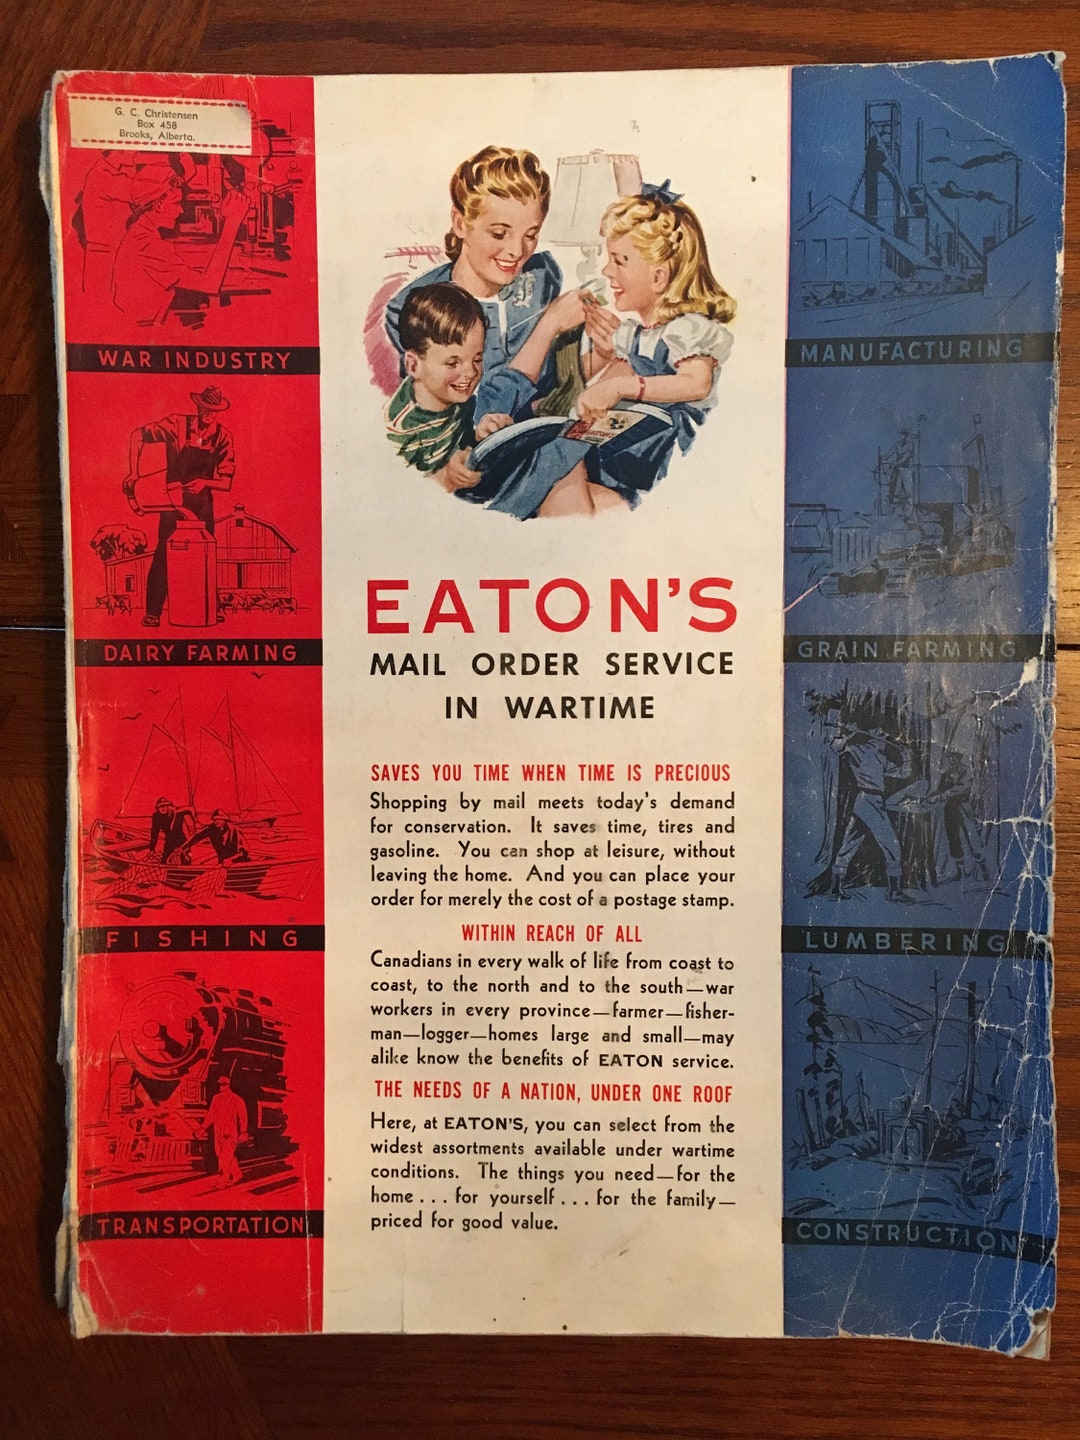 G. C. Christensen
Box 458
Brooks, Alberta.
WAR INDUSTRY
DAIRY FARMING
FISHING
TRANSPORTATION
EATON'S
MAIL ORDER SERVICE
IN WARTIME
SAVES YOU TIME WHEN TIME IS PRECIOUS
Shopping by mail meets today's demand
for conservation. It saves time, tires and
gasoline. You can shop at leisure, without
leaving the home. And you can place your
order for merely the cost of a postage stamp.
WITHIN REACH OF ALL
Canadians in every walk of life from coast to
coast, to the north and to the south—war
workers in every province—farmer—fisher-
man—logger—homes large and small—may
alike know the benefits of EATON service.
THE NEEDS OF A NATION, UNDER ONE ROOF
Here, at EATON'S, you can select from the
widest assortments available under wartime
conditions. The things you need—for the
home . . . for yourself . . . for the family—
priced for good value.
MANUFACTURING
GRAIN FARMING
LUMBERING
CONSTRUCTION